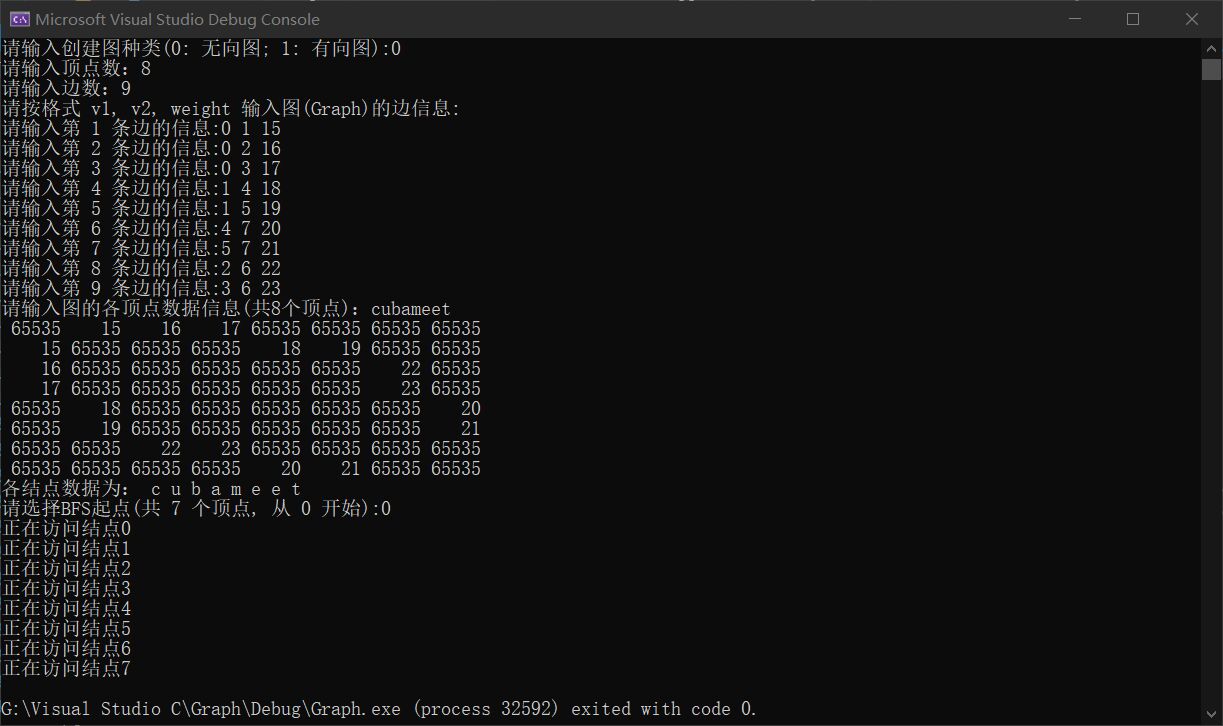 Microsoft Visual Studio Debug Console
请输入创建图种类(0: 无向图; 1: 有向图):0
请输入顶点数: 8
请输入边数: 9
请按格式 v1, v2, weight 输入图(Graph)的边信息:
请输入第 1 条边的信息:0 1 15
请输入第 2 条边的信息:0 2 16
请输入第 3 条边的信息:0 3 17
请输入第 4 条边的信息:1 4 18
请输入第 5 条边的信息:1 5 19
请输入第 6 条边的信息:4 7 20
请输入第 7 条边的信息:5 7 21
请输入第 8 条边的信息:2 6 22
请输入第 9 条边的信息:3 6 23
请输入图的各顶点数据信息(共8个顶点): cubameet
65535 15 16 17 65535 65535 65535 65535
15 65535 65535 65535 18 19 65535 65535
16 65535 65535 65535 65535 65535 22 65535
17 65535 65535 65535 65535 65535 23 65535
65535 18 65535 65535 65535 65535 65535 20
65535 19 65535 65535 65535 65535 65535 21
65535 65535 22 23 65535 65535 65535 65535
65535 65535 65535 65535 20 21 65535 65535
各结点数据为: c u b a m e e t
请选择BFS起点(共 7 个顶点, 从 0 开始):0
正在访问结点0
正在访问结点1
正在访问结点2
正在访问结点3
正在访问结点4
正在访问结点5
正在访问结点6
正在访问结点7
G:\Visual Studio C\Graph\Debug\Graph.exe (process 32592) exited with code 0.